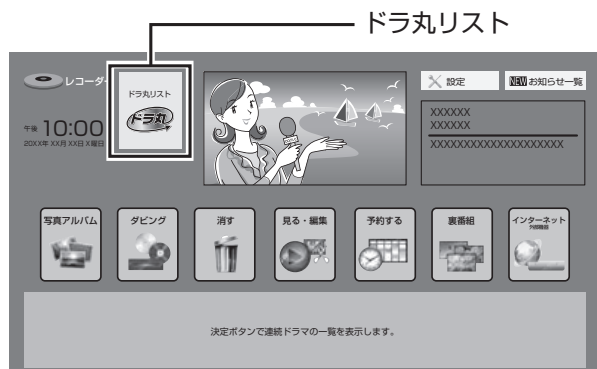 ドラ丸リスト
レコーダー
ドラ丸リスト
ドラ丸
午後 10:00
20XX年 XX月 XX日 X曜日
設定
NEW お知らせ一覧
XXXXXX
XXXXXX
XXXXXXXXXXXXXXXXXXXXX
写真アルバム
ダビング
消す
見る・編集
予約する
裏番組
インターネット
外部機器
決定ボタンで連続ドラマの一覧を表示します。